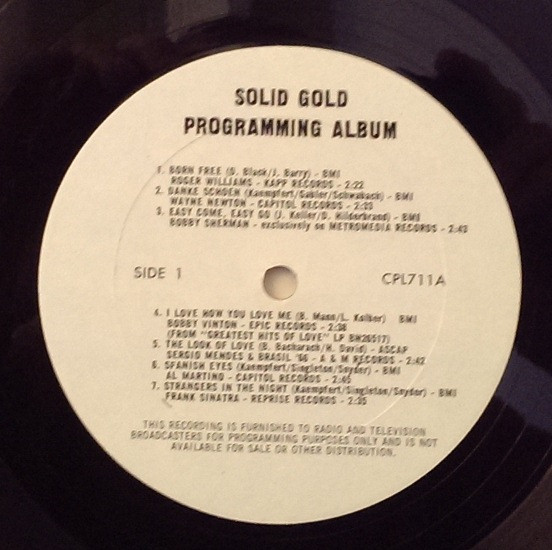 SOLID GOLD
PROGRAMMING ALBUM
1. BORN FREE (D. Black/J. Barry) - BMI
ROGER WILLIAMS - KAPP RECORDS - 2:22
2. DANKE SCHOEN (Kaempfert/Gabler/Schwabach) - BMI
WAYNE NEWTON - CAPITOL RECORDS - 2:33
3. EASY COME, EASY GO (J. Keller/D. Hilderbrand) - BMI
BOBBY SHERMAN - exclusively on METROMEDIA RECORDS - 2:43
SIDE 1
CPL711A
4. I LOVE HOW YOU LOVE ME (B. Mann/L. Kolber) BMI
BOBBY VINTON - EPIC RECORDS - 2:38
(FROM "GREATEST HITS OF LOVE" LP BN26517)
5. THE LOOK OF LOVE (B. Bacharach/H. David) - ASCAP
SERGIO MENDES & BRASIL '66 - A & M RECORDS - 2:42
6. SPANISH EYES (Kaempfert/Singleton/Snyder) - BMI
AL MARTINO - CAPITOL RECORDS - 2:45
7. STRANGERS IN THE NIGHT (Kaempfert/Singleton/Snyder) - BMI
FRANK SINATRA - REPRISE RECORDS - 2:35
THIS RECORDING IS FURNISHED TO RADIO AND TELEVISION
BROADCASTERS FOR PROGRAMMING PURPOSES ONLY AND IS NOT
AVAILABLE FOR SALE OR OTHER DISTRIBUTION.